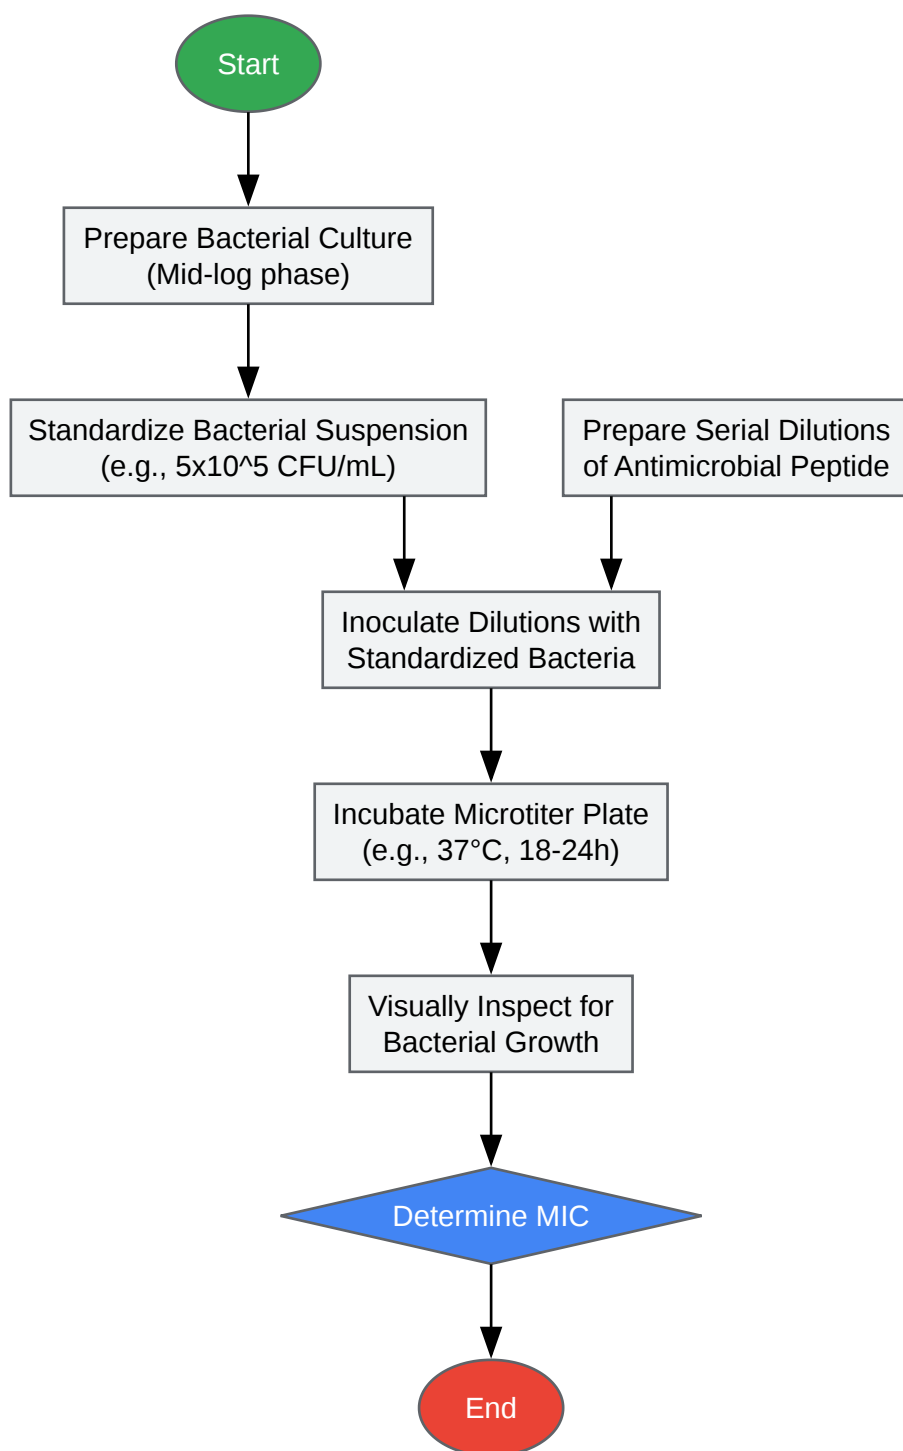 Start
Prepare Bacterial Culture
(Mid-log phase)
Standardize Bacterial Suspension
(e.g., 5x10^5 CFU/mL)
Prepare Serial Dilutions
of Antimicrobial Peptide
Inoculate Dilutions with
Standardized Bacteria
Incubate Microtiter Plate
(e.g., 37°C, 18-24h)
Visually Inspect for
Bacterial Growth
Determine MIC
End